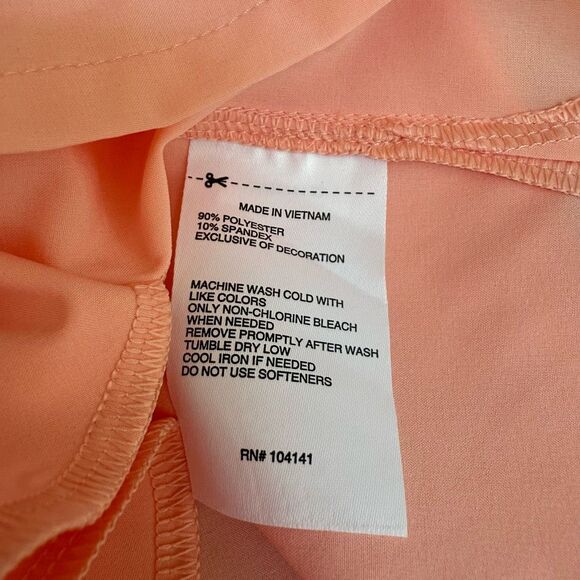 MADE IN VIETNAM
90% POLYESTER
10% SPANDEX
EXCLUSIVE OF DECORATION
MACHINE WASH COLD WITH
LIKE COLORS
ONLY NON-CHLORINE BLEACH
WHEN NEEDED
REMOVE PROMPTLY AFTER WASH
TUMBLE DRY LOW
COOL IRON IF NEEDED
DO NOT USE SOFTENERS
RN# 104141